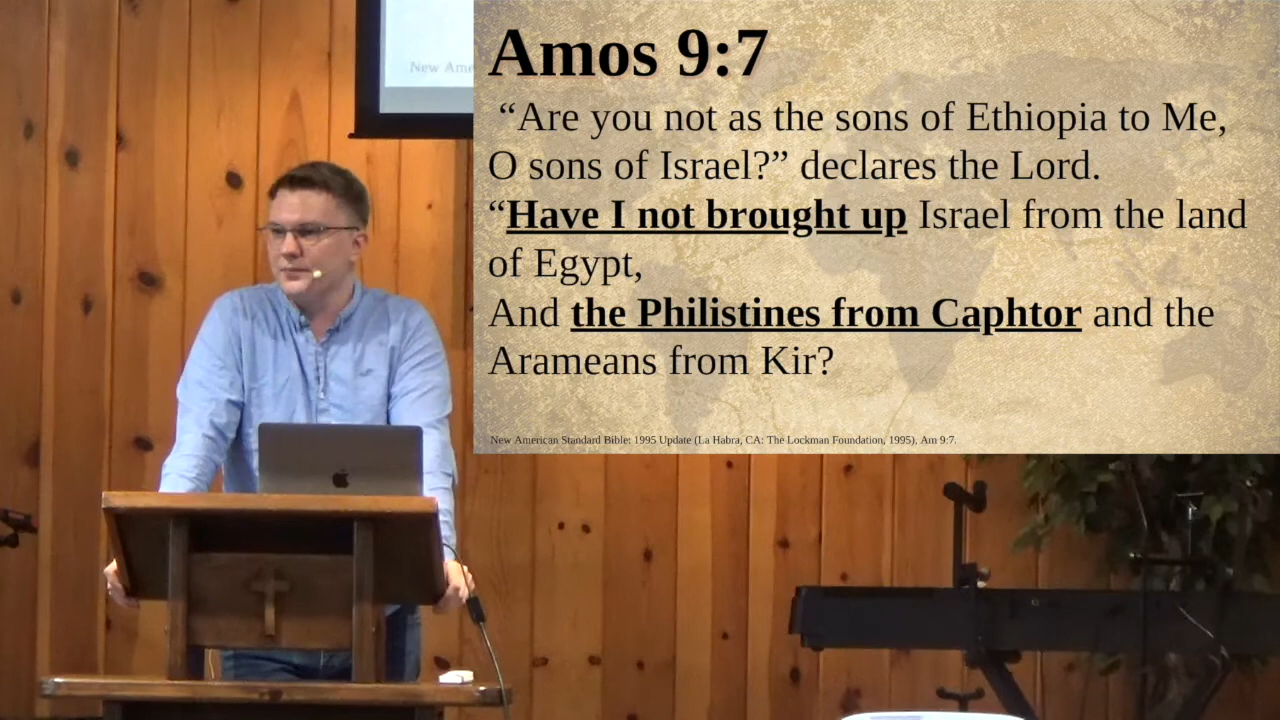 New Ame
Amos 9:7
“Are you not as the sons of Ethiopia to Me,
O sons of Israel?” declares the Lord.
“Have I not brought up Israel from the land
of Egypt,
And the Philistines from Caphtor and the
Arameans from Kir?
New American Standard Bible: 1995 Update (La Habra, CA: The Lockman Foundation, 1995), Am 9:7.